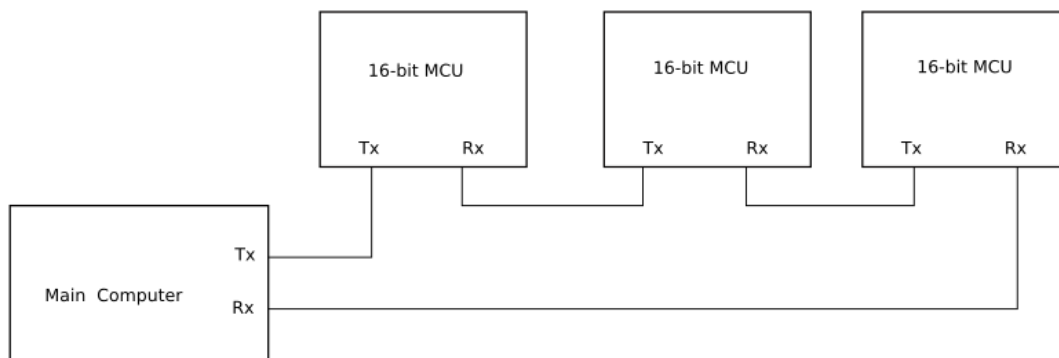 16-bit MCU
Tx
Rx
16-bit MCU
Tx
Rx
16-bit MCU
Tx
Rx
Main Computer
Tx
Rx